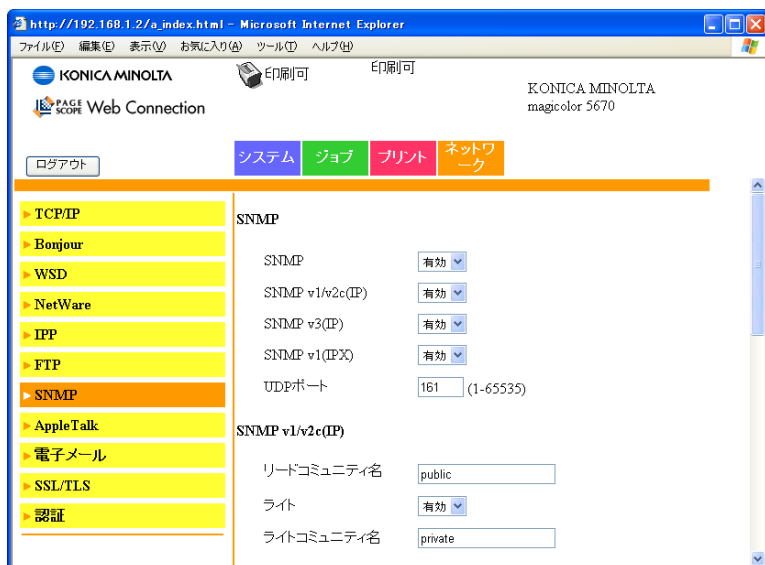 http://192.168.1.2/a_index.html - Microsoft Internet Explorer
ファイル(F) 編集(E) 表示(V) お気に入り(A) ツール(T) ヘルプ(H)
KONICA MINOLTA
印刷可
印刷可
KONICA MINOLTA
magicolor 5670
PAGE SCOPE Web Connection
ログアウト
システム
ジョブ
プリント
ネットワ
ーク
TCP/IP
Bonjour
WSD
NetWare
IPP
FTP
SNMP
AppleTalk
電子メール
SSL/TLS
認証
SNMP
SNMP 有効
SNMP v1/v2c(IP) 有効
SNMP v3(IP) 有効
SNMP v1(IPX) 有効
UDPポート 161 (1-65535)
SNMP v1/v2c(IP)
リードコミュニティ名 public
ライト 有効
ライトコミュニティ名 private